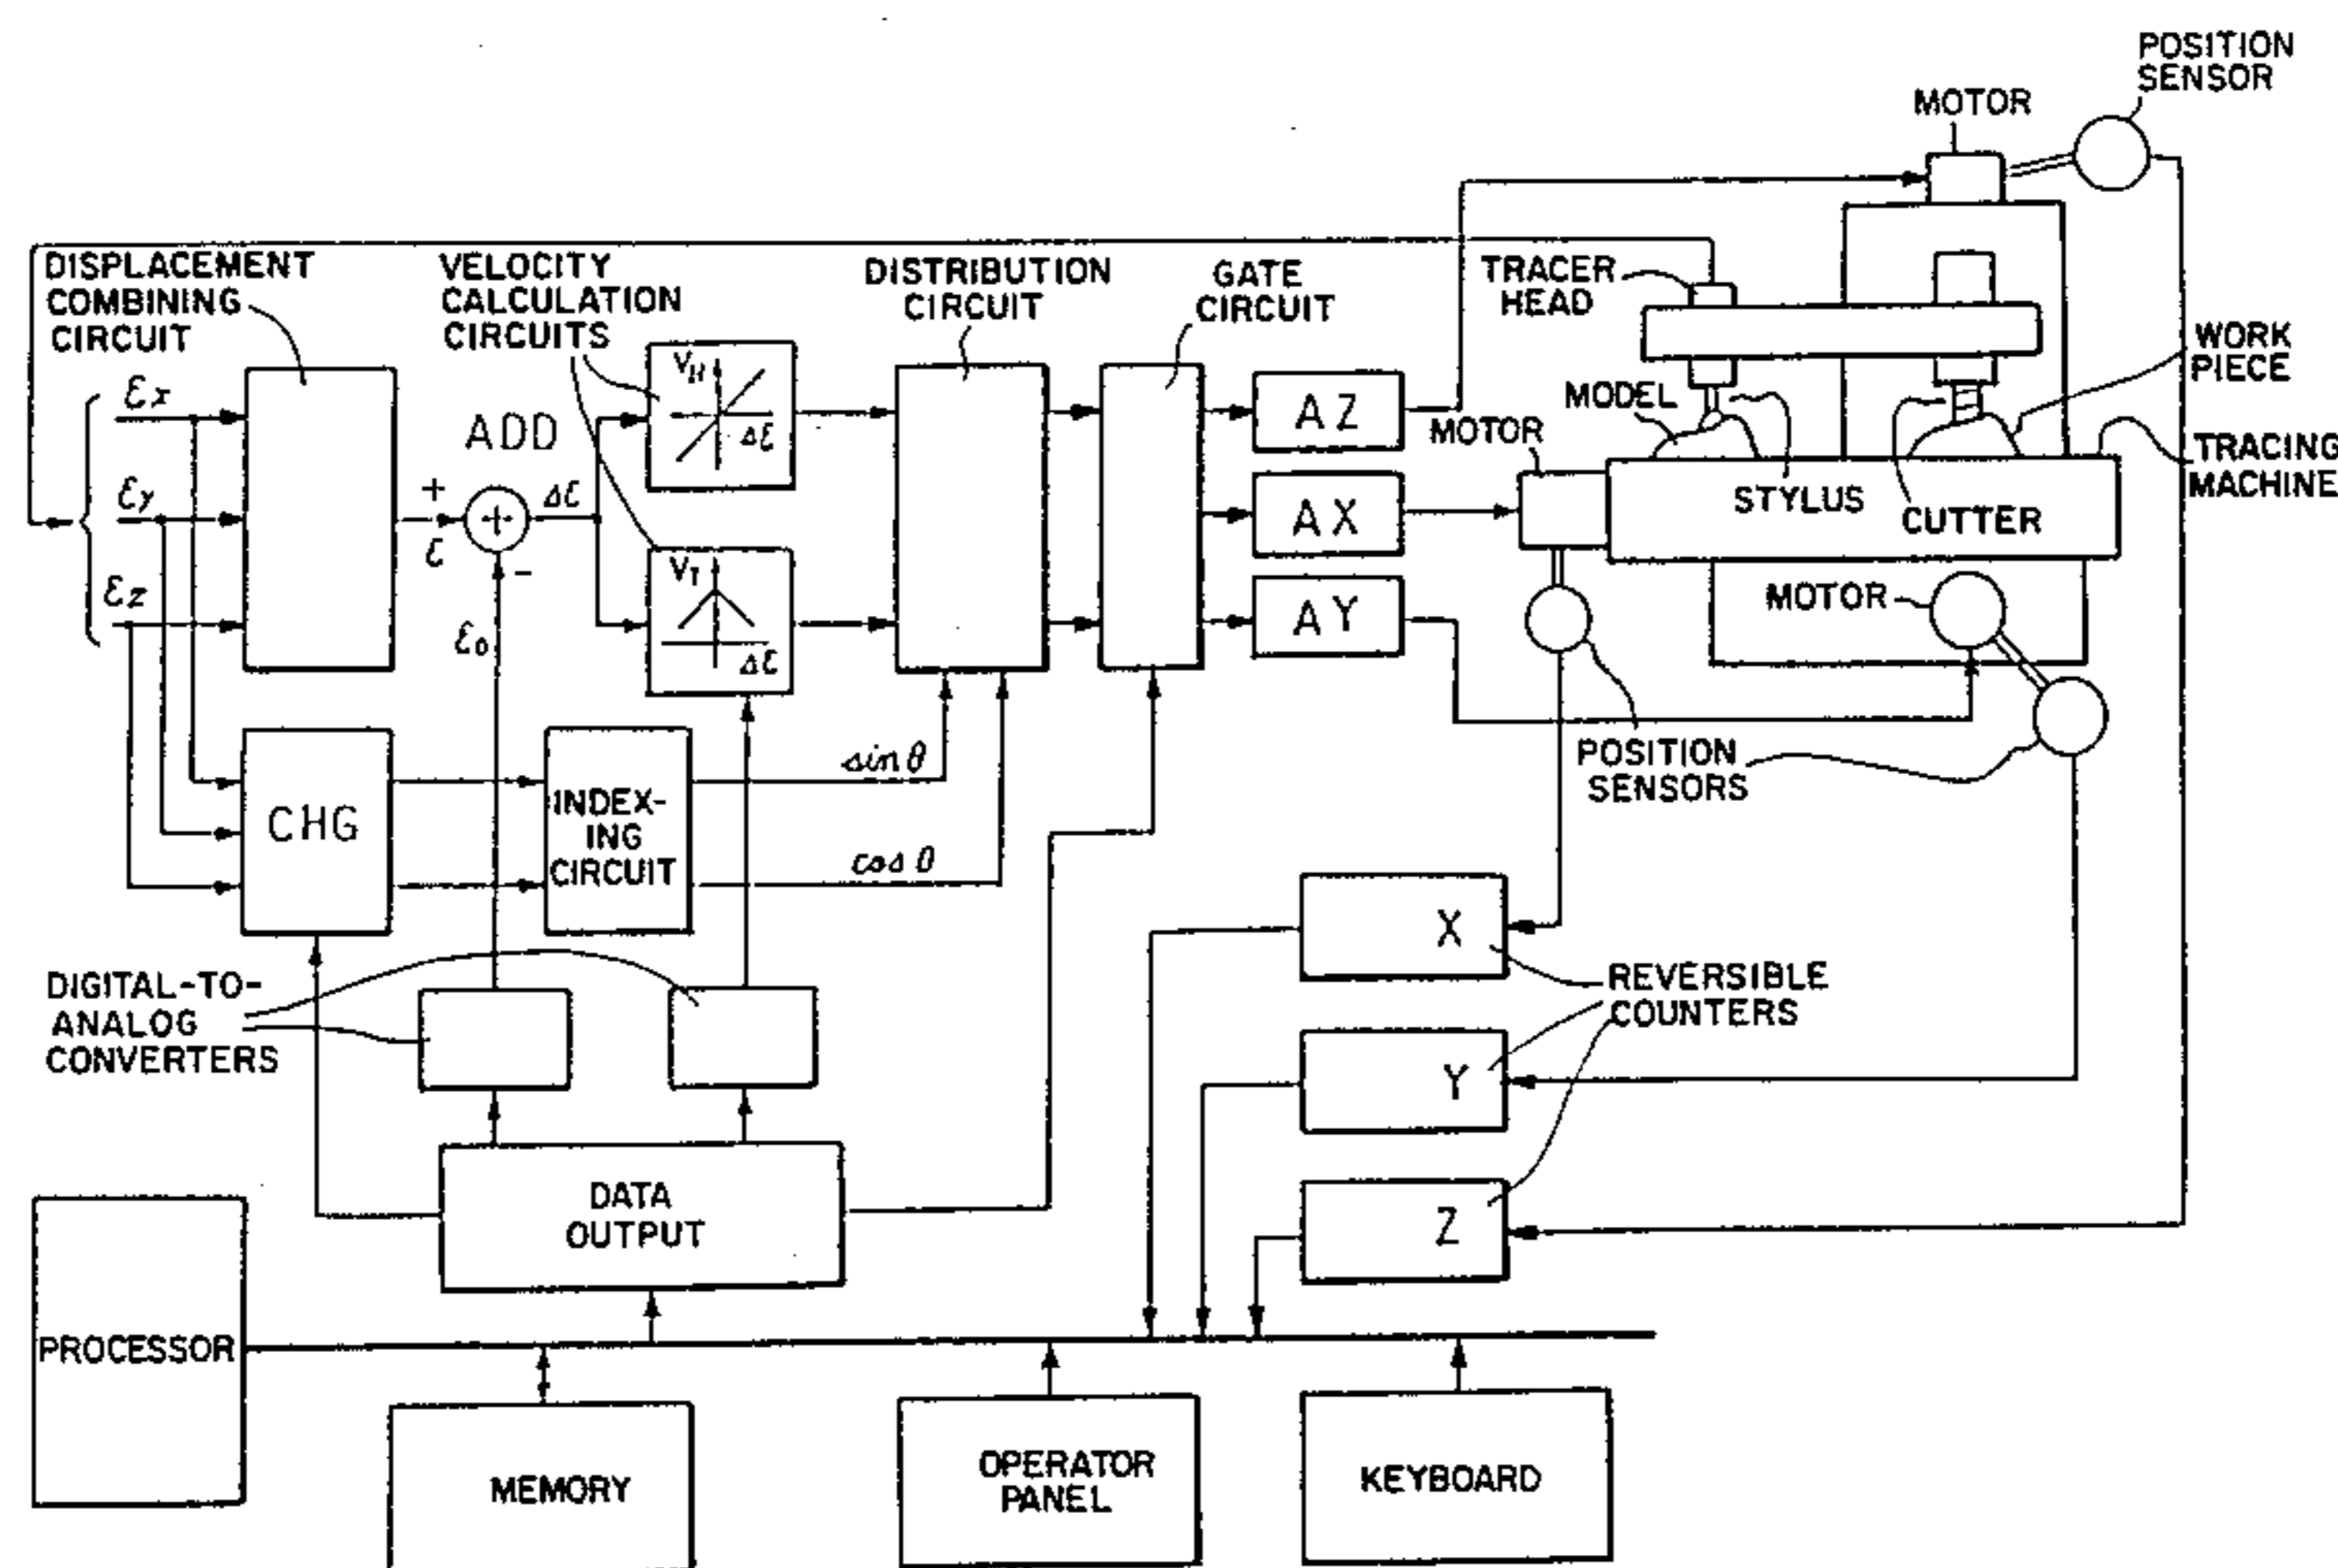 POSITION
SENSOR
MOTOR
DISPLACEMENT
COMBINING
CIRCUIT
VELOCITY
CALCULATION
CIRCUITS
DISTRIBUTION
CIRCUIT
GATE
CIRCUIT
TRACER
HEAD
WORK
PIECE
MODEL
MOTOR
TRACING
MACHINE
STYLUS
CUTTER
MOTOR
εx
εy
εz
ADD
+
ε
+
Δε
-
ε0
Δε
VT
Δε
AZ
AX
AY
POSITION
SENSORS
CHG
INDEX-
ING
CIRCUIT
sin θ
cos θ
DIGITAL-TO-
ANALOG
CONVERTERS
X
Y
Z
REVERSIBLE
COUNTERS
DATA
OUTPUT
PROCESSOR
MEMORY
OPERATOR
PANEL
KEYBOARD